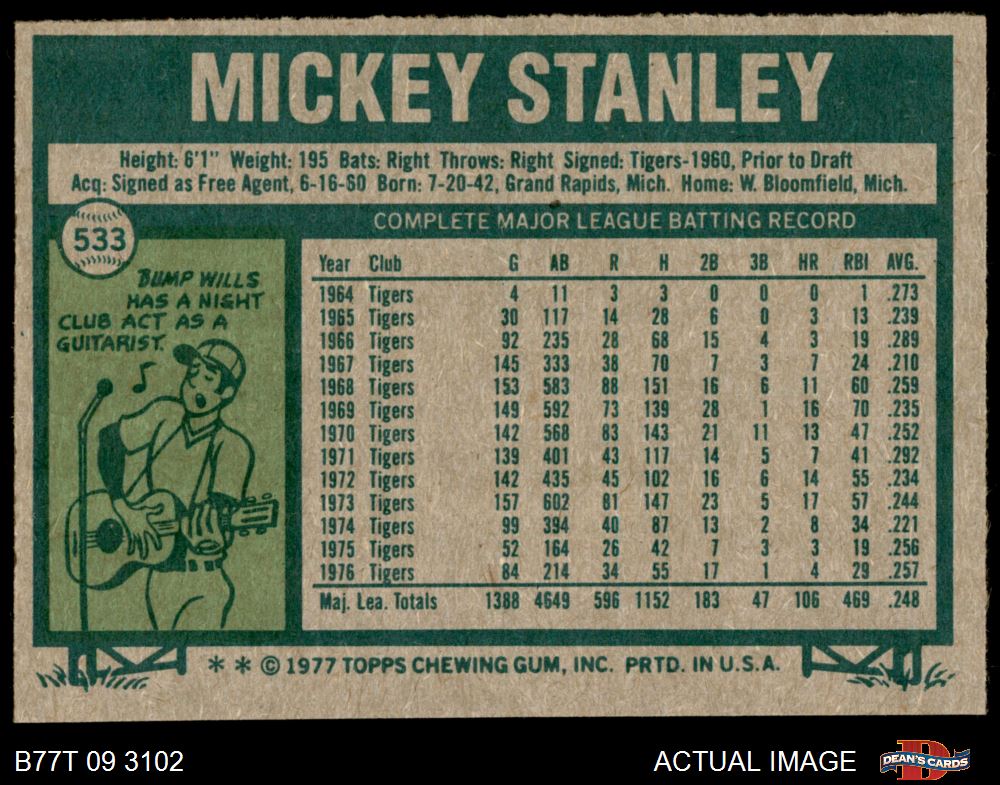 MICKEY STANLEY
Height: 6'1" Weight: 195 Bats: Right Throws: Right Signed: Tigers-1960, Prior to Draft
Acq: Signed as Free Agent, 6-16-60 Born: 7-20-42, Grand Rapids, Mich. Home: W. Bloomfield, Mich.
533
BUMP WILLS
HAS A NIGHT
CLUB ACT AS A
GUITARIST.
COMPLETE MAJOR LEAGUE BATTING RECORD
Year Club G AB R H 2B 3B HR RBI AVG.
1964 Tigers 4 11 3 3 0 0 0 1 .273
1965 Tigers 30 117 14 28 6 0 3 13 .239
1966 Tigers 92 235 28 68 15 4 3 19 .289
1967 Tigers 145 333 38 70 7 3 7 24 .210
1968 Tigers 153 583 88 151 16 6 11 60 .259
1969 Tigers 149 592 73 139 28 1 16 70 .235
1970 Tigers 142 568 83 143 21 11 13 47 .252
1971 Tigers 139 401 43 117 14 5 7 41 .292
1972 Tigers 142 435 45 102 16 6 14 55 .234
1973 Tigers 157 602 81 147 23 5 17 57 .244
1974 Tigers 99 394 40 87 13 2 8 34 .221
1975 Tigers 52 164 26 42 7 3 3 19 .256
1976 Tigers 84 214 34 55 17 1 4 29 .257
Maj. Lea. Totals 1388 4649 596 1152 183 47 106 469 .248
* * © 1977 TOPPS CHEWING GUM, INC. PRTD. IN U.S.A.
B77T 09 3102
ACTUAL IMAGE
DEAN'S CARDS